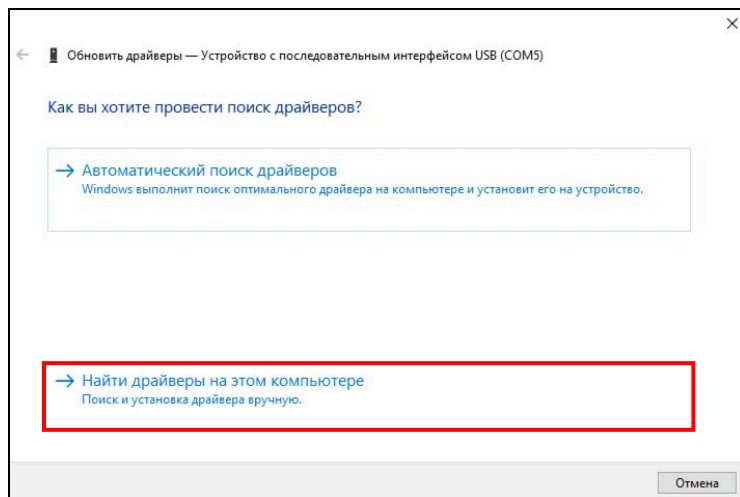 Обновить драйверы — Устройство с последовательным интерфейсом USB (COM5)
Как вы хотите провести поиск драйверов?
Автоматический поиск драйверов
Windows выполнит поиск оптимального драйвера на компьютере и установит его на устройство.
Найти драйверы на этом компьютере
Поиск и установка драйвера вручную.
Отмена